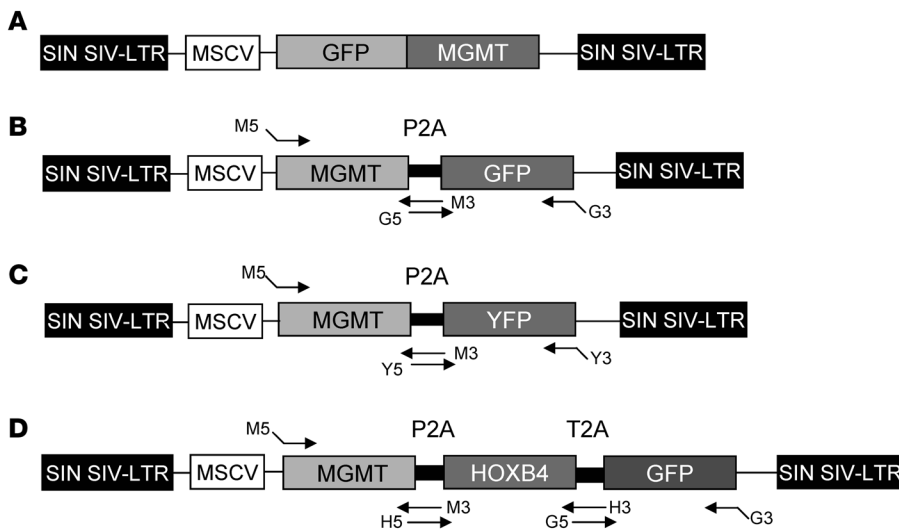 A
SIN SIV-LTR MSCV GFP MGMT SIN SIV-LTR
B
M5 P2A
SIN SIV-LTR MSCV MGMT GFP SIN SIV-LTR
M3 G3
G5
C
M5 P2A
SIN SIV-LTR MSCV MGMT YFP SIN SIV-LTR
M3 Y3
Y5
D
M5 P2A T2A
SIN SIV-LTR MSCV MGMT HOXB4 GFP SIN SIV-LTR
M3 H3 G3
H5 G5